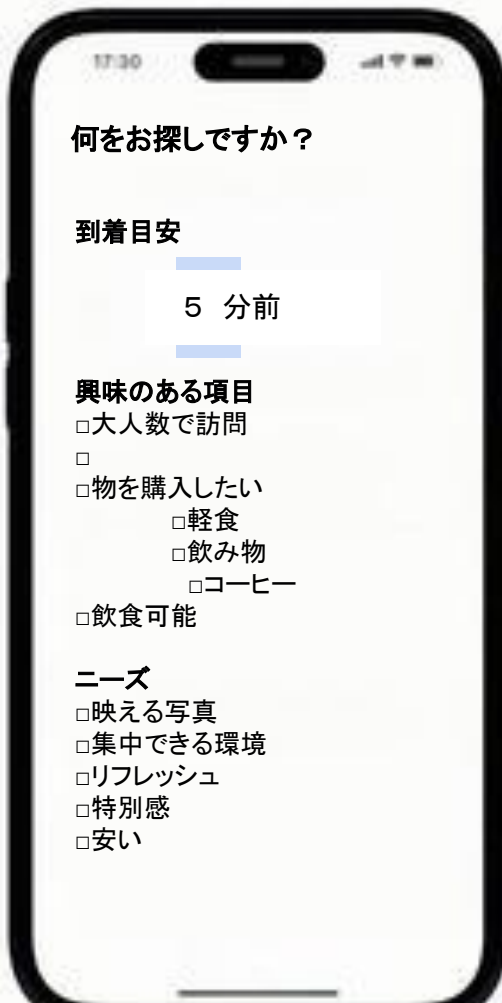 17:30
何をお探しですか？
到着目安
５ 分前
興味のある項目
□大人数で訪問
□
□物を購入したい
□軽食
□飲み物
□コーヒー
□飲食可能
ニーズ
□映える写真
□集中できる環境
□リフレッシュ
□特別感
□安い